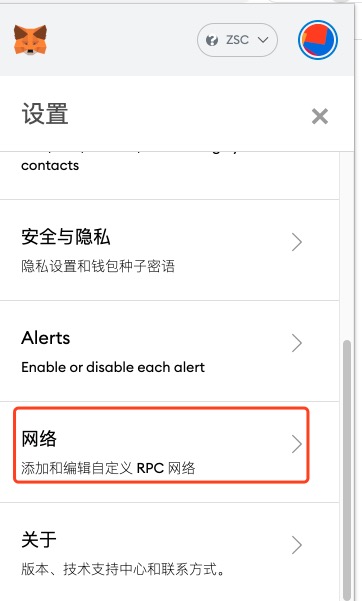 ZSC
设置
contacts
安全与隐私
隐私设置和钱包种子密语
Alerts
Enable or disable each alert
网络
添加和编辑自定义 RPC 网络
关于
版本、技术支持中心和联系方式。